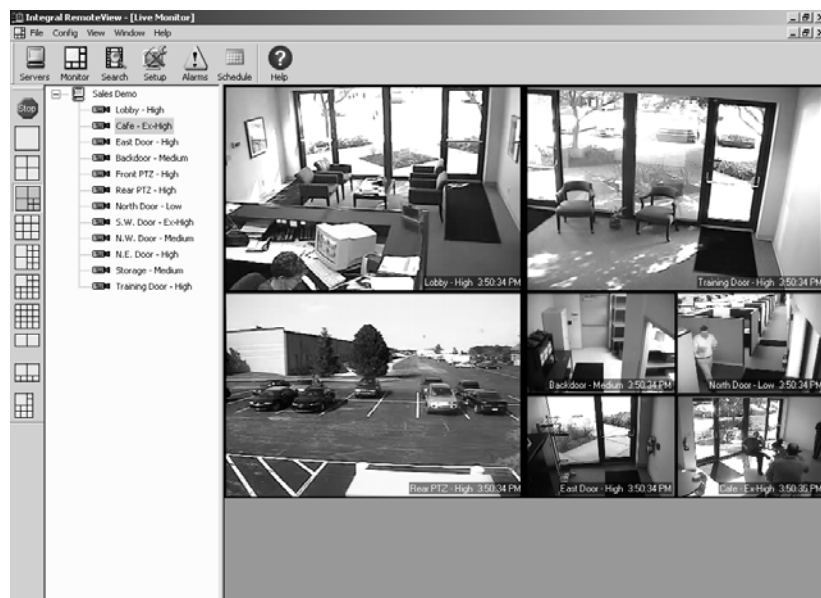 Integral RemoteView - [Live Monitor]
File Config View Window Help
Servers Monitor Search Setup Alarms Schedule Help
Stop
Sales Demo
Lobby - High
Cafe - Ex-High
East Door - High
Backdoor - Medium
Front PTZ - High
Rear PTZ - High
North Door - Low
S.W. Door - Ex-High
N.W. Door - Medium
N.E. Door - High
Storage - Medium
Training Door - High
Lobby - High 3:50:34 PM
Training Door - High 3:50:34 PM
Backdoor - Medium 3:50:34 PM
North Door - Low 3:50:34 PM
Rear PTZ - High 3:50:34 PM
East Door - High 3:50:34 PM
Cafe - Ex-High 3:50:35 PM